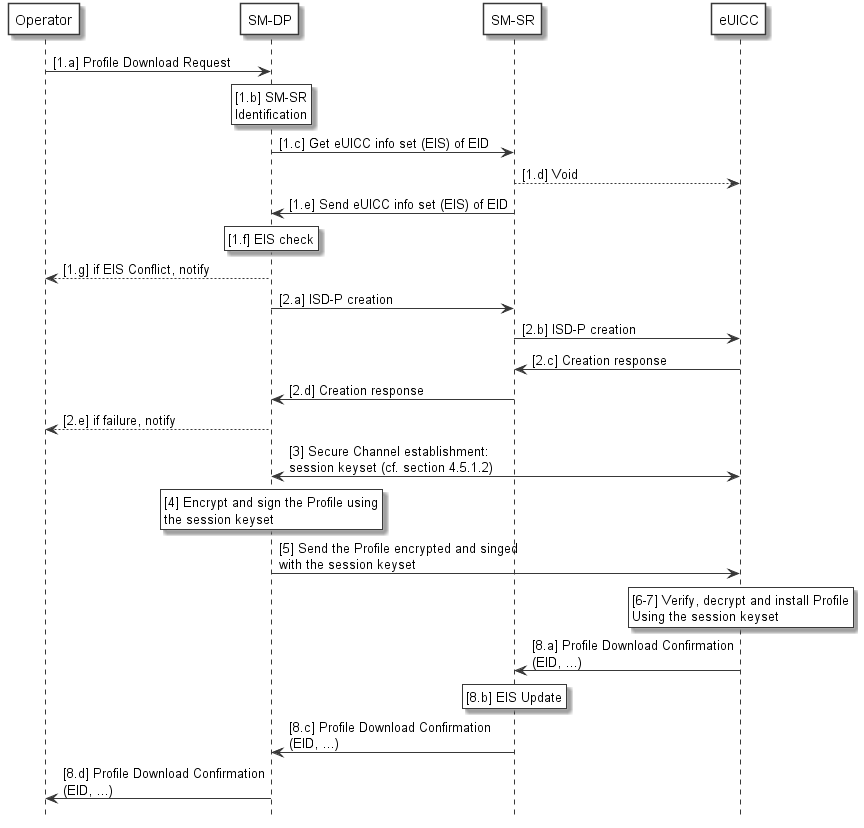 Operator
SM-DP
SM-SR
eUICC
[1.a] Profile Download Request
[1.b] SM-SR
Identification
[1.c] Get eUICC info set (EIS) of EID
[1.d] Void
[1.e] Send eUICC info set (EIS) of EID
[1.f] EIS check
[1.g] if EIS Conflict, notify
[2.a] ISD-P creation
[2.b] ISD-P creation
[2.c] Creation response
[2.d] Creation response
[2.e] if failure, notify
[3] Secure Channel establishment:
session keyset (cf. section 4.5.1.2)
[4] Encrypt and sign the Profile using
the session keyset
[5] Send the Profile encrypted and singed
with the session keyset
[6-7] Verify, decrypt and install Profile
Using the session keyset
[8.a] Profile Download Confirmation
(EID, ...)
[8.b] EIS Update
[8.c] Profile Download Confirmation
(EID, ...)
[8.d] Profile Download Confirmation
(EID, ...)